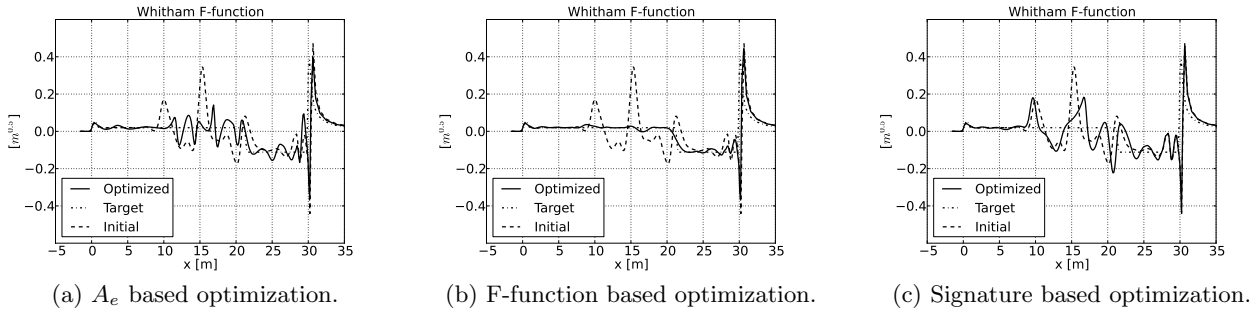 Whitham F-function
0.4
0.2
0.0
−0.2
−0.4
Optimized
Target
Initial
−5 0 5 10 15 20 25 30 35
x [m]
(a) A_e based optimization.
Whitham F-function
0.4
0.2
0.0
−0.2
−0.4
Optimized
Target
Initial
−5 0 5 10 15 20 25 30 35
x [m]
(b) F-function based optimization.
Whitham F-function
0.4
0.2
0.0
−0.2
−0.4
Optimized
Target
Initial
−5 0 5 10 15 20 25 30 35
x [m]
(c) Signature based optimization.